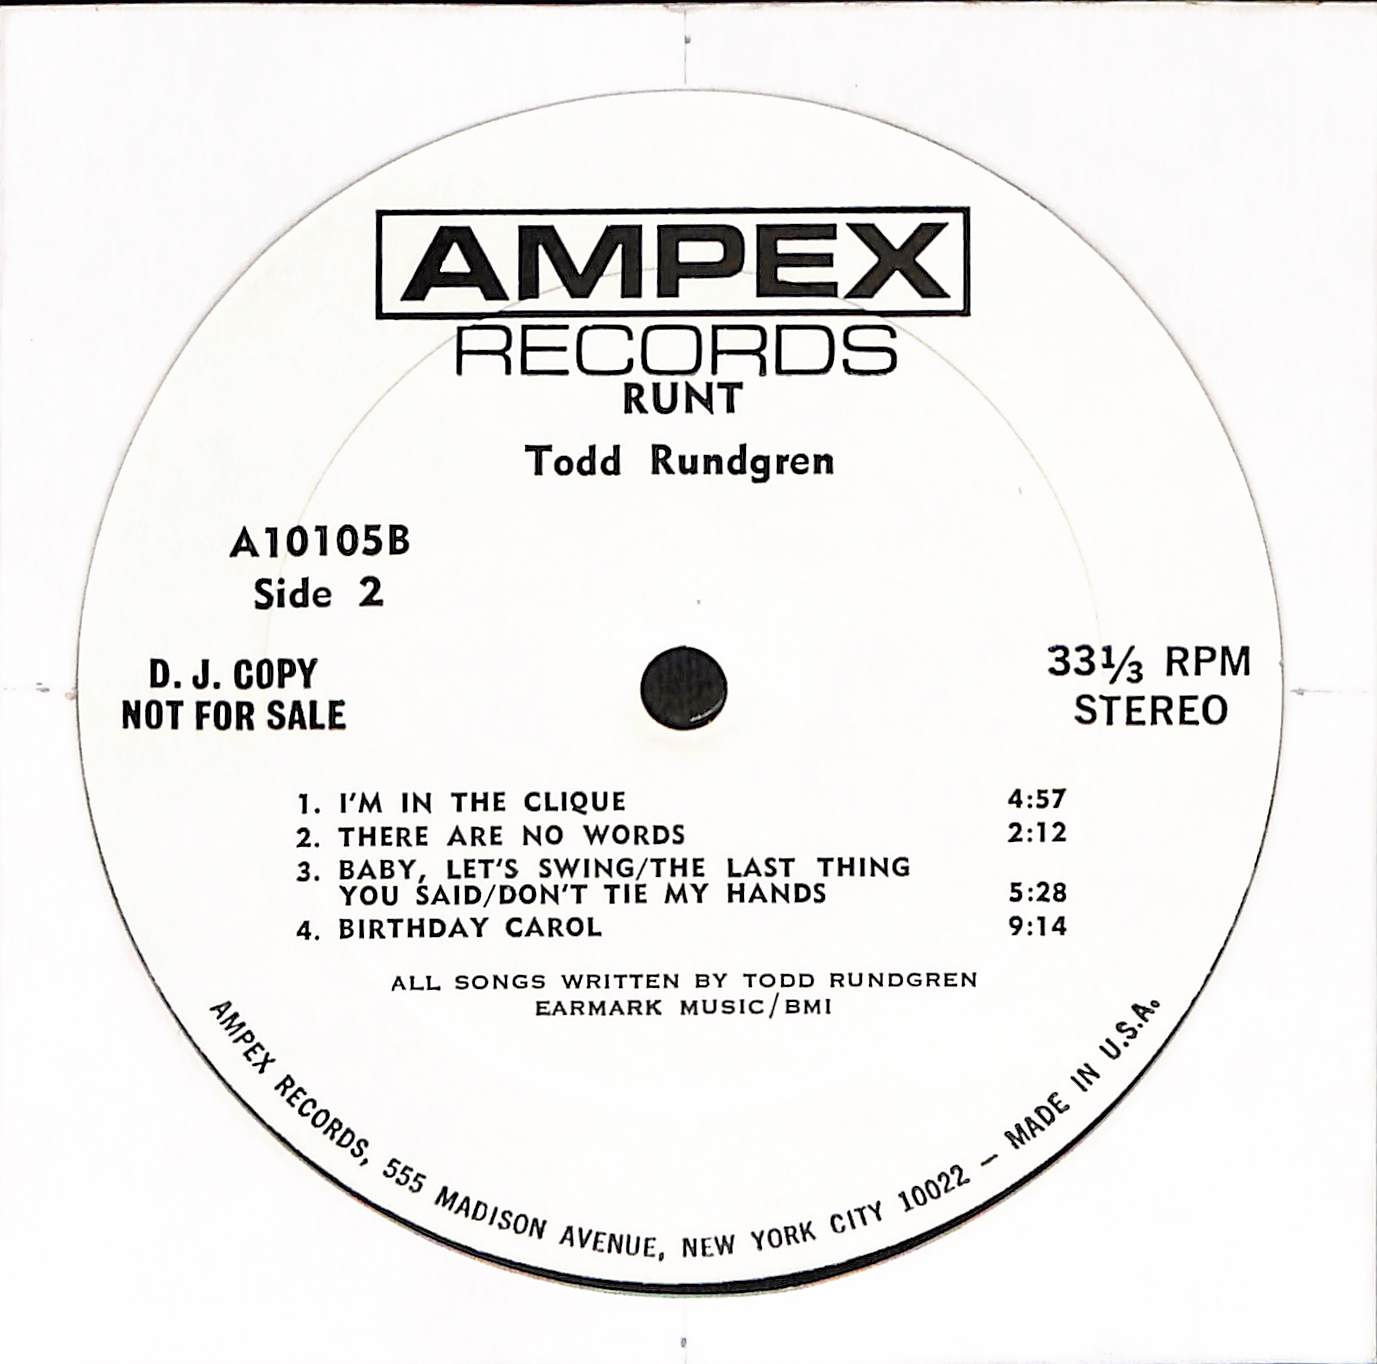 AMPEX
RECORDS
RUNT
Todd Rundgren
A10105B
Side 2
D. J. COPY
NOT FOR SALE
33⅓ RPM
STEREO
1. I'M IN THE CLIQUE 4:57
2. THERE ARE NO WORDS 2:12
3. BABY, LET'S SWING/THE LAST THING
YOU SAID/DON'T TIE MY HANDS 5:28
4. BIRTHDAY CAROL 9:14
ALL SONGS WRITTEN BY TODD RUNDGREN
EARMARK MUSIC/BMI
AMPEX RECORDS, 555 MADISON AVENUE, NEW YORK CITY 10022 – MADE IN U.S.A.